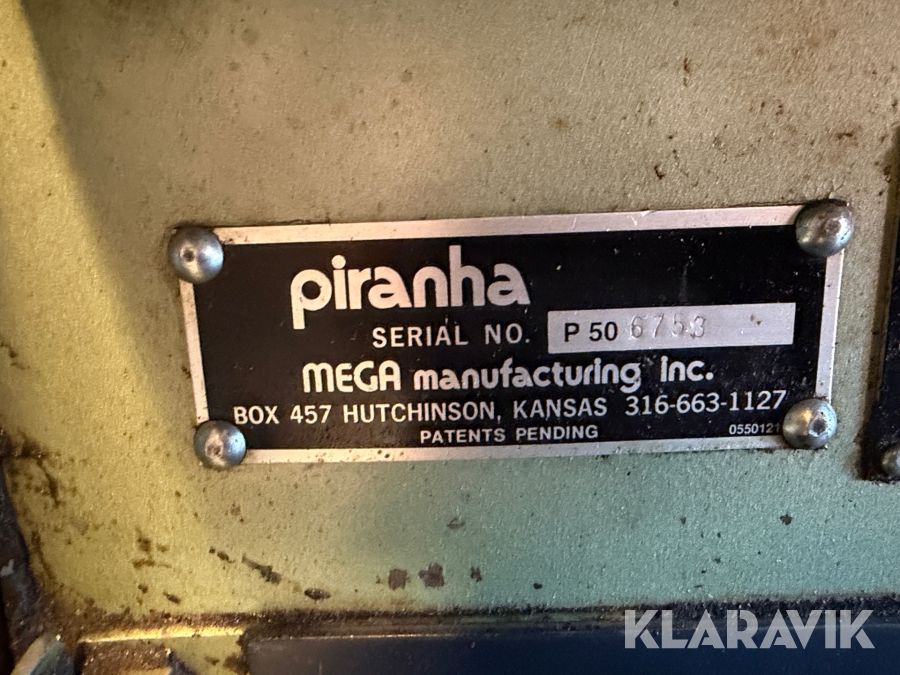 piranha
SERIAL NO. P 50 6753
MEGA manufacturing inc.
BOX 457 HUTCHINSON, KANSAS 316-663-1127
PATENTS PENDING 0550121
KLARAVIK